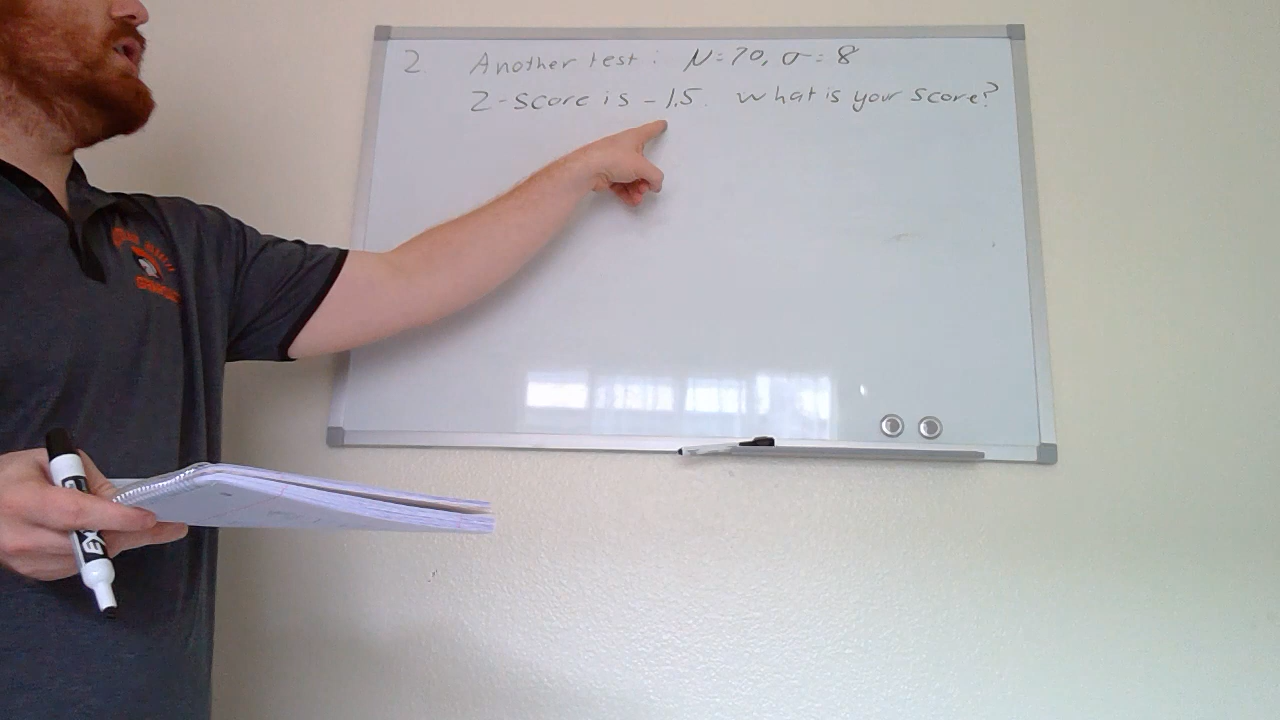 2. Another test: μ=70, σ=8
Z-score is -1.5. What is your score?